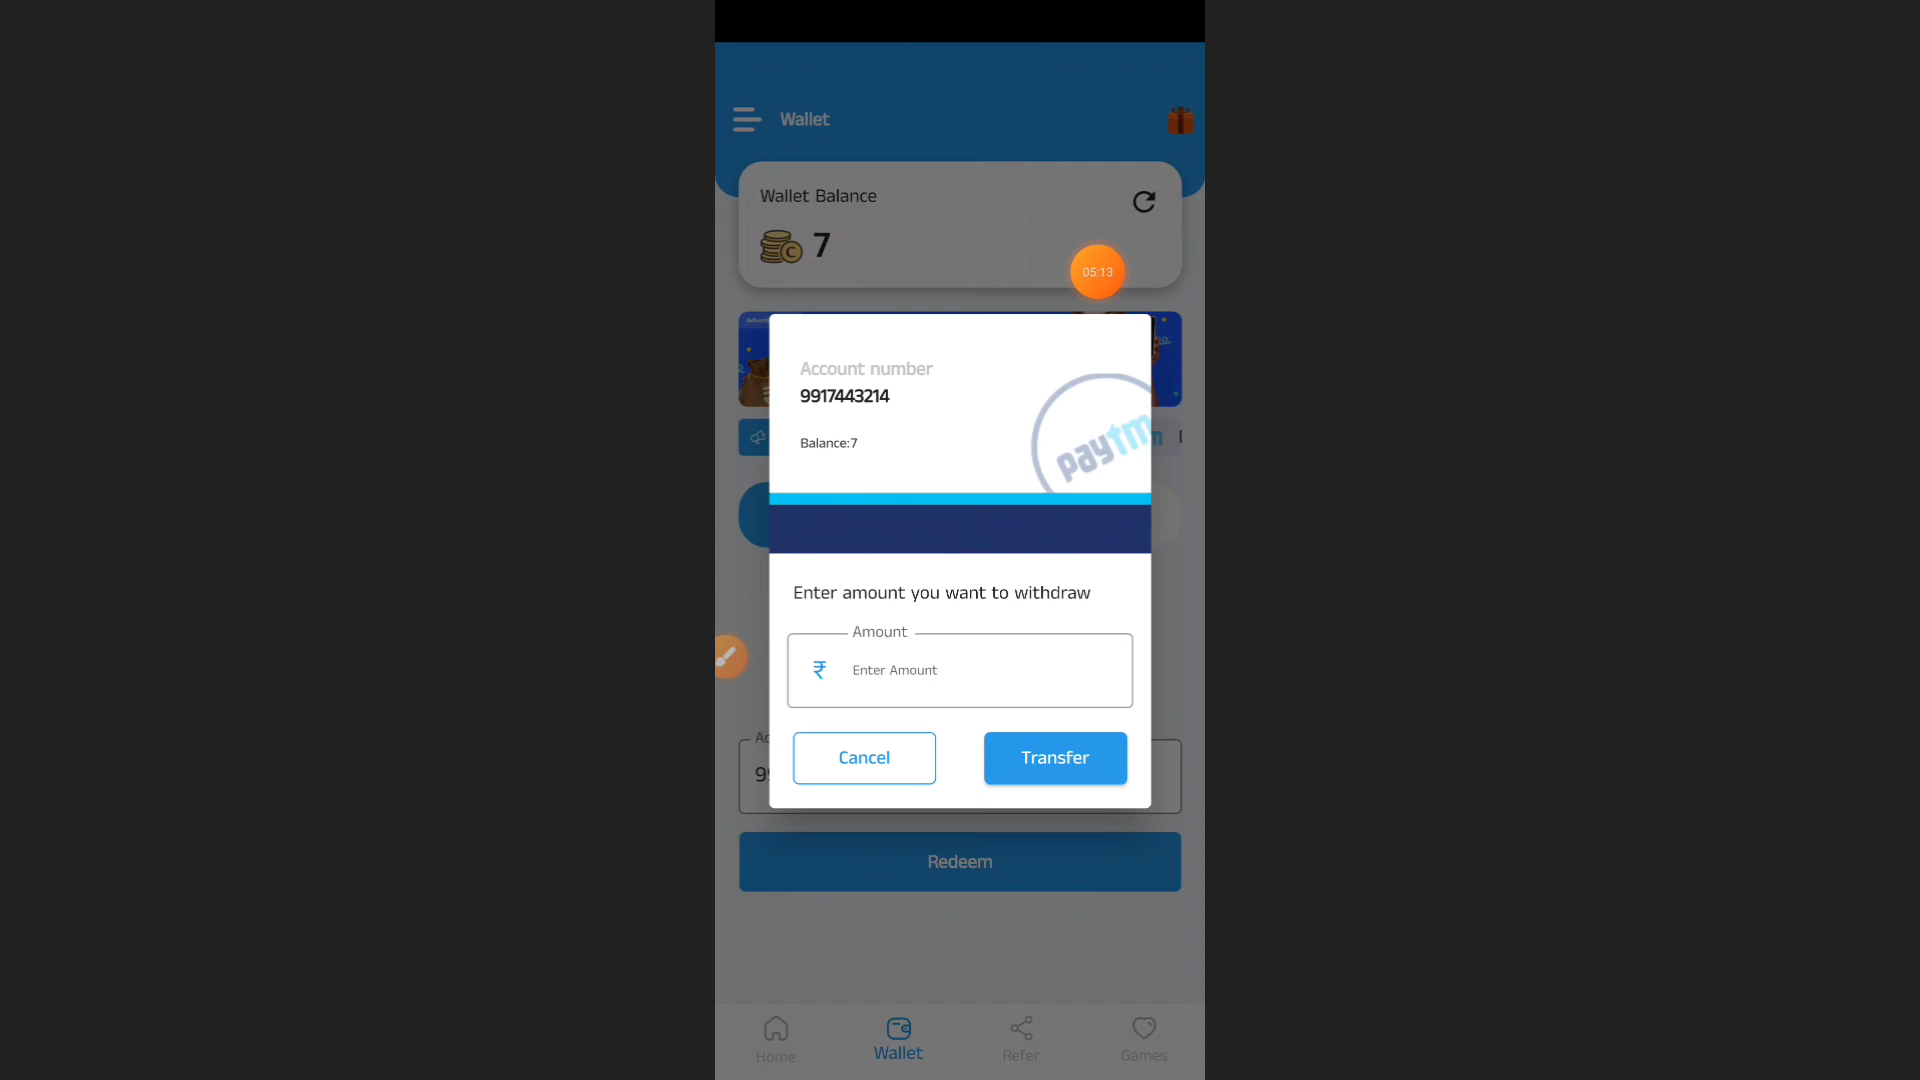 Wallet
Wallet Balance
7
05:13
Account number
9917443214
Balance:7
paytm
Enter amount you want to withdraw
Amount
₹ Enter Amount
Cancel
Transfer
Redeem
Home
Wallet
Refer
Games